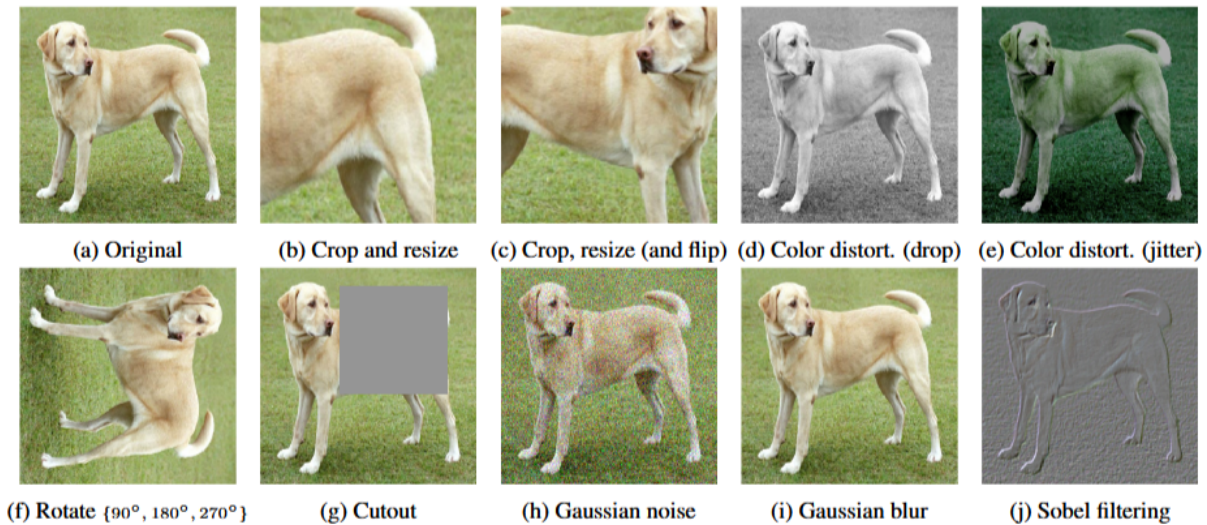 (a) Original
(b) Crop and resize
(c) Crop, resize (and flip)
(d) Color distort. (drop)
(e) Color distort. (jitter)
(f) Rotate {90°, 180°, 270°}
(g) Cutout
(h) Gaussian noise
(i) Gaussian blur
(j) Sobel filtering